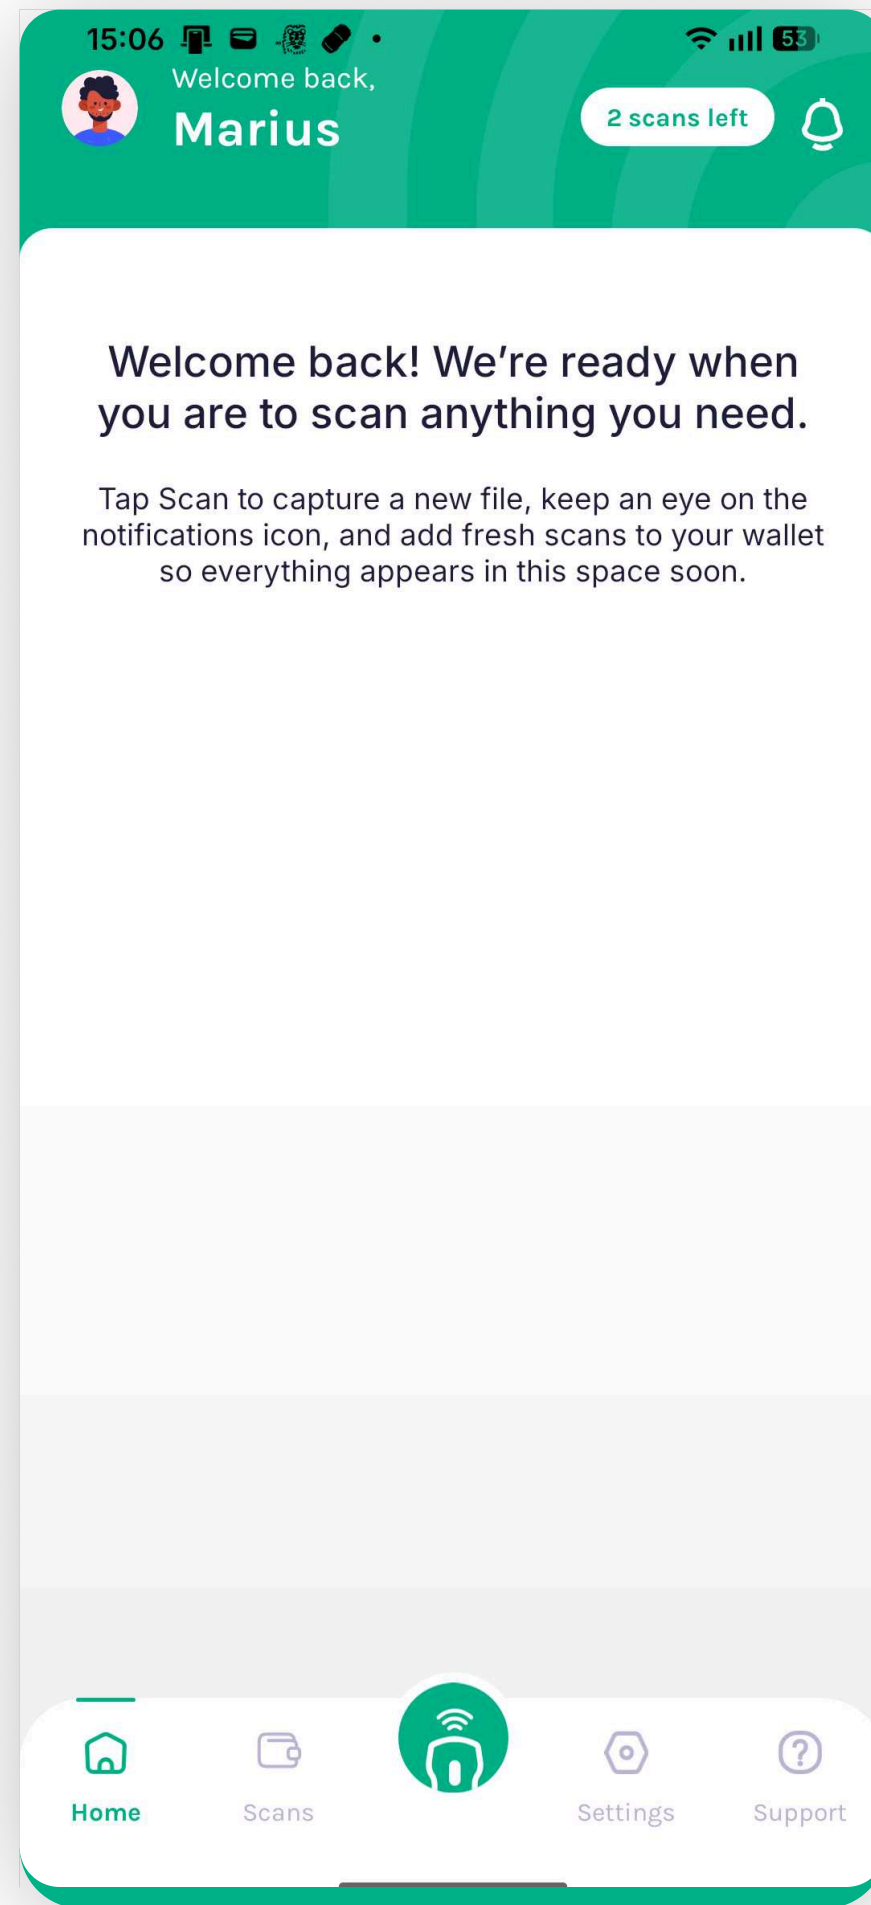 15:06
53
Welcome back,
Marius
2 scans left
Welcome back! We’re ready when
you are to scan anything you need.
Tap Scan to capture a new file, keep an eye on the
notifications icon, and add fresh scans to your wallet
so everything appears in this space soon.
Home
Scans
Settings
Support